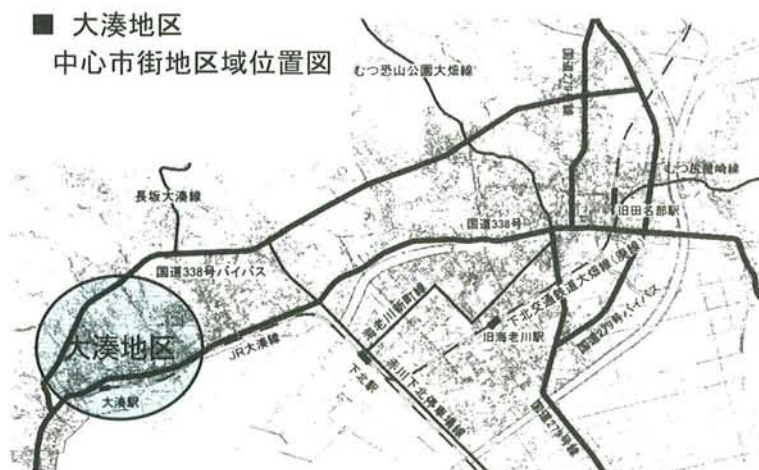 ■ 大湊地区
中心市街地区域位置図
むつ恐山公園大畑線
国道279号線
長坂大湊線
旧田名部駅
国道338号
国道338号バイパス
下北交通鉄道大畑線(廃線)
大湊地区
海老川新町線
旧海老川駅
国道279号バイパス
JR大湊線
大湊駅
下北駅
赤川下北停車場線
国道279号線